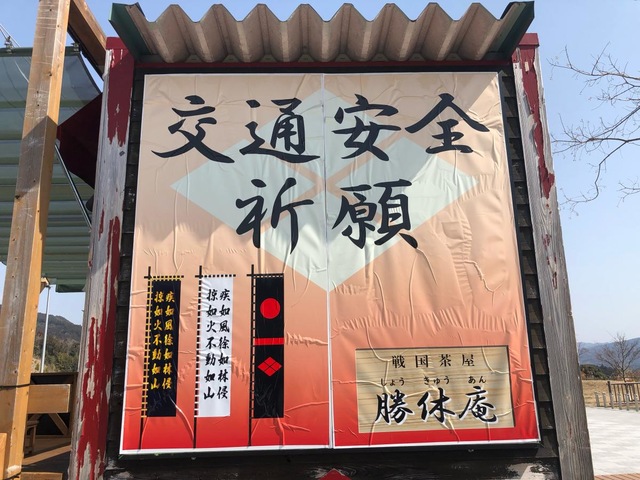 交通安全
祈願
疾如風徐如林侵
掠如火不動如山
疾如風徐如林侵
掠如火不動如山
戦国茶屋
しょう きゅう あん
勝休庵